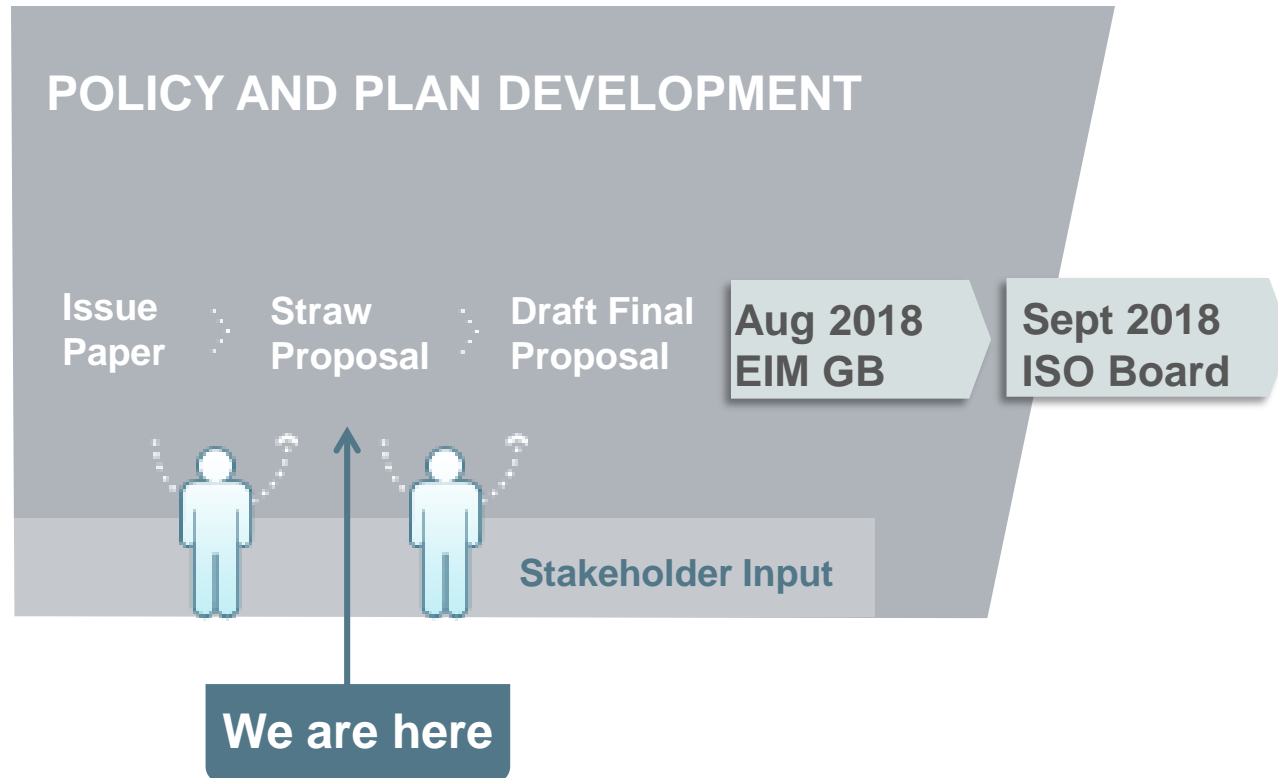 POLICY AND PLAN DEVELOPMENT
Issue
Paper
Straw
Proposal
Draft Final
Proposal
Aug 2018
EIM GB
Sept 2018
ISO Board
Stakeholder Input
We are here